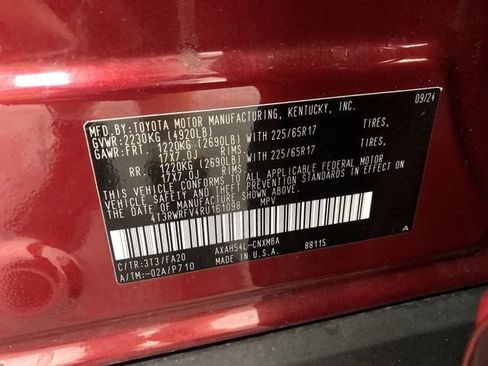 MFD.BY:TOYOTA MOTOR MANUFACTURING, KENTUCKY, INC. 09/24
GVWR:2230KG (4920LB)
GAWR:FRT 1220KG (2690LB) WITH 225/65R17 TIRES,
17X7.0J RIMS
RR. 1220KG (2690LB) WITH 225/65R17 TIRES,
17X7.0J RIMS
THIS VEHICLE CONFORMS TO ALL APPLICABLE FEDERAL MOTOR
VEHICLE SAFETY AND THEFT PREVENTION STANDARDS IN EFFECT ON
THE DATE OF MANUFACTURE SHOWN ABOVE.
4T3RWRFV4RU161098 MPV
C/TR:3T3/FA20 AXAH54L-CNXMBA 88115 A
A/TM:-02A/P710 MADE IN U.S.A.